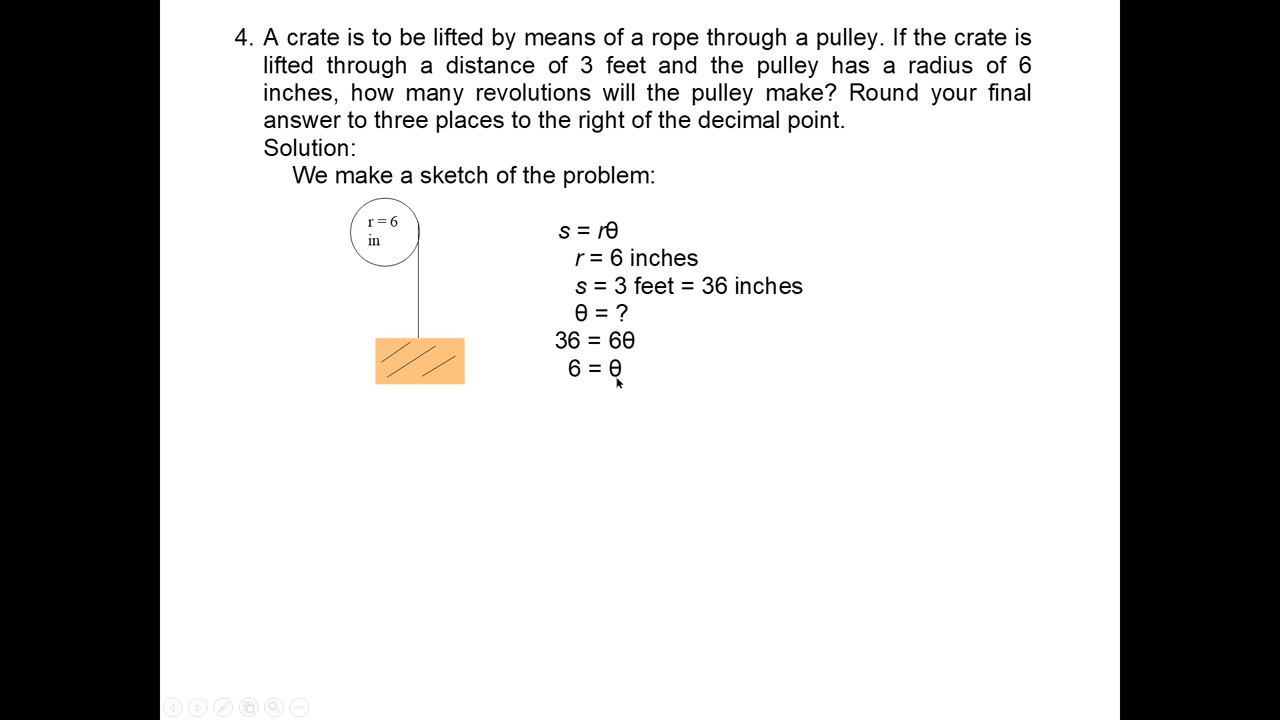 4. A crate is to be lifted by means of a rope through a pulley. If the crate is
lifted through a distance of 3 feet and the pulley has a radius of 6
inches, how many revolutions will the pulley make? Round your final
answer to three places to the right of the decimal point.
Solution:
We make a sketch of the problem:
r = 6
in
s = rθ
r = 6 inches
s = 3 feet = 36 inches
θ = ?
36 = 6θ
6 = θ